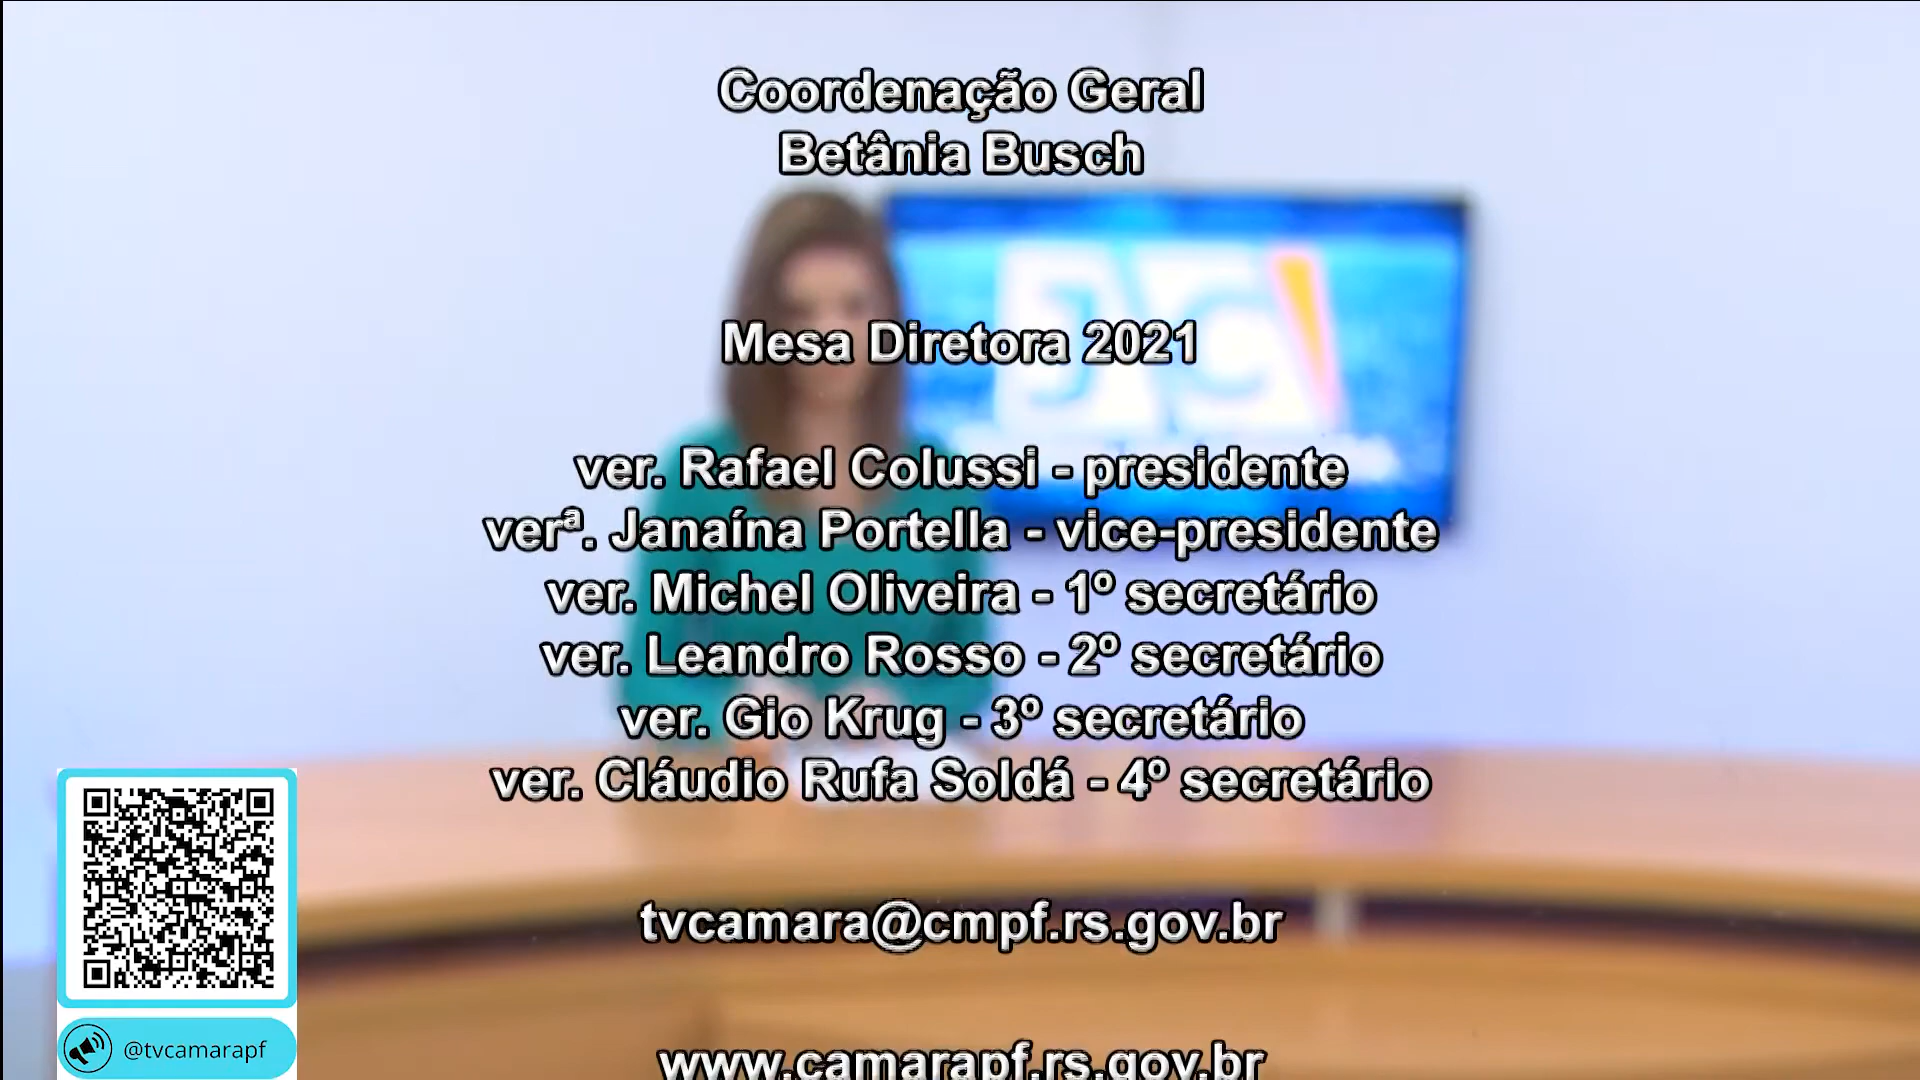 Coordenação Geral
Betânia Busch
Mesa Diretora 2021
ver. Rafael Colussi - presidente
verª. Janaína Portella - vice-presidente
ver. Michel Oliveira - 1º secretário
ver. Leandro Rosso - 2º secretário
ver. Gio Krug - 3º secretário
ver. Cláudio Rufa Soldá - 4º secretário
tvcamara@cmpf.rs.gov.br
www.camarapf.rs.gov.br
@tvcamarapf